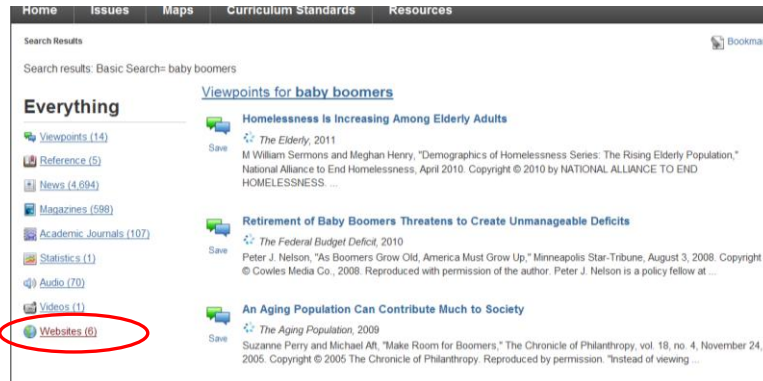 Home Issues Maps Curriculum Standards Resources
Search Results
Search results: Basic Search= baby boomers
Everything
Viewpoints (14)
Reference (5)
News (4,694)
Magazines (598)
Academic Journals (107)
Statistics (1)
Audio (70)
Videos (1)
Websites (6)
Viewpoints for baby boomers
Homelessness Is Increasing Among Elderly Adults
Save
The Elderly, 2011
M William Sermons and Meghan Henry, "Demographics of Homelessness Series: The Rising Elderly Population,"
National Alliance to End Homelessness, April 2010. Copyright © 2010 by NATIONAL ALLIANCE TO END
HOMELESSNESS. ...
Retirement of Baby Boomers Threatens to Create Unmanageable Deficits
Save
The Federal Budget Deficit, 2010
Peter J. Nelson, "As Boomers Grow Old, America Must Grow Up," Minneapolis Star-Tribune, August 3, 2008. Copyright
© Cowles Media Co., 2008. Reproduced with permission of the author. Peter J. Nelson is a policy fellow at ...
An Aging Population Can Contribute Much to Society
Save
The Aging Population, 2009
Suzanne Perry and Michael Aft, "Make Room for Boomers," The Chronicle of Philanthropy, vol. 18, no. 4, November 24,
2005. Copyright © 2005 The Chronicle of Philanthropy. Reproduced by permission. "Instead of viewing ...